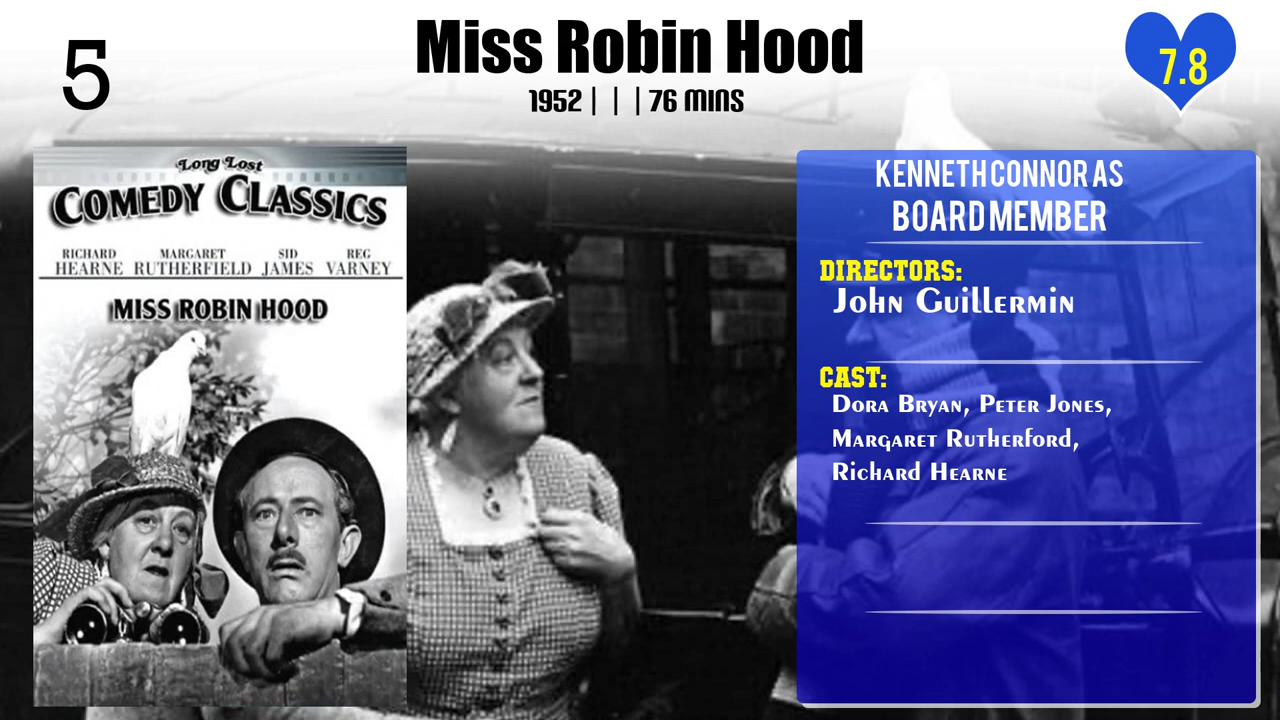 5
Miss Robin Hood
1952 | | | 76 MINS
7.8
Long Lost
COMEDY CLASSICS
RICHARD MARGARET SID REG
HEARNE RUTHERFIELD JAMES VARNEY
MISS ROBIN HOOD
KENNETH CONNOR AS
BOARD MEMBER
DIRECTORS:
John Guillermin
CAST:
Dora Bryan, Peter Jones,
Margaret Rutherford,
Richard Hearne